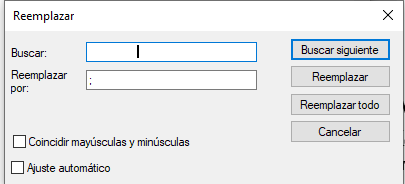 Reemplazar
Buscar:
Buscar siguiente
Reemplazar
por:
;
Reemplazar
Reemplazar todo
Cancelar
Coincidir mayúsculas y minúsculas
Ajuste automático